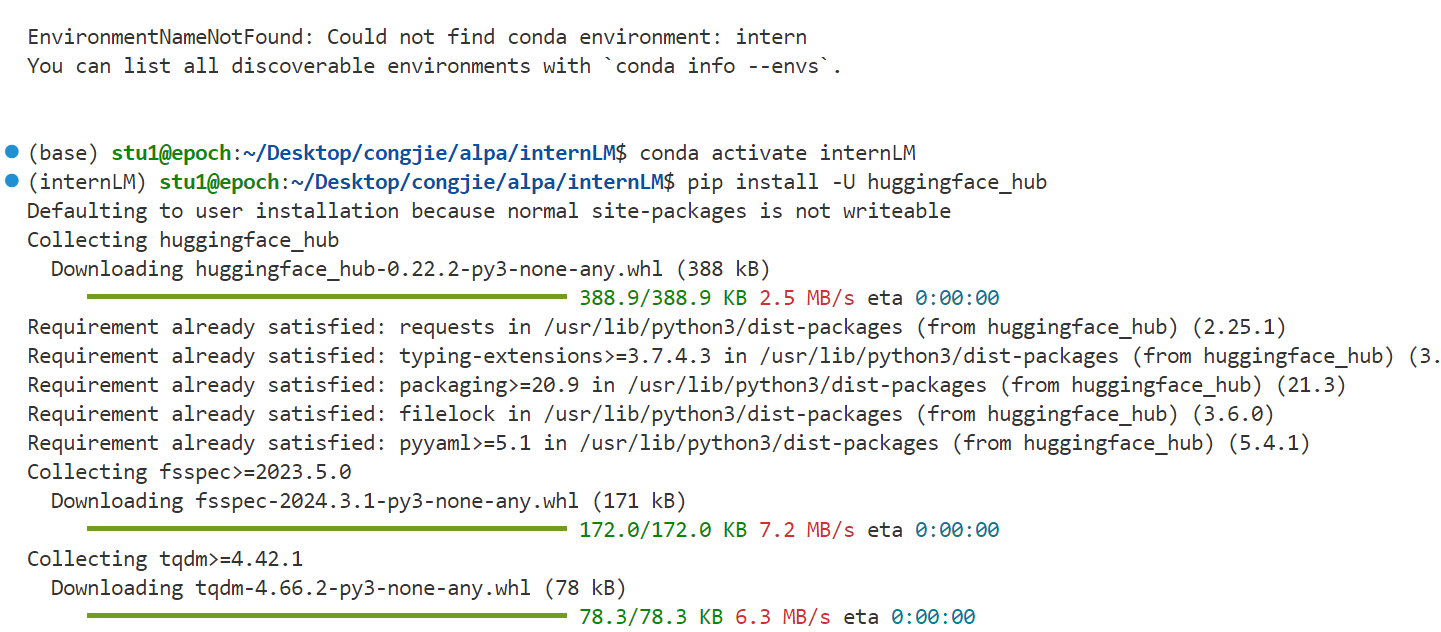 EnvironmentNameNotFound: Could not find conda environment: intern
You can list all discoverable environments with `conda info --envs`.
(base) stu1@epoch:~/Desktop/congjie/alpa/internLM$ conda activate internLM
(internLM) stu1@epoch:~/Desktop/congjie/alpa/internLM$ pip install -U huggingface_hub
Defaulting to user installation because normal site-packages is not writeable
Collecting huggingface_hub
  Downloading huggingface_hub-0.22.2-py3-none-any.whl (388 kB)
388.9/388.9 KB 2.5 MB/s eta 0:00:00
Requirement already satisfied: requests in /usr/lib/python3/dist-packages (from huggingface_hub) (2.25.1)
Requirement already satisfied: typing-extensions>=3.7.4.3 in /usr/lib/python3/dist-packages (from huggingface_hub) (3.
Requirement already satisfied: packaging>=20.9 in /usr/lib/python3/dist-packages (from huggingface_hub) (21.3)
Requirement already satisfied: filelock in /usr/lib/python3/dist-packages (from huggingface_hub) (3.6.0)
Requirement already satisfied: pyyaml>=5.1 in /usr/lib/python3/dist-packages (from huggingface_hub) (5.4.1)
Collecting fsspec>=2023.5.0
  Downloading fsspec-2024.3.1-py3-none-any.whl (171 kB)
172.0/172.0 KB 7.2 MB/s eta 0:00:00
Collecting tqdm>=4.42.1
  Downloading tqdm-4.66.2-py3-none-any.whl (78 kB)
78.3/78.3 KB 6.3 MB/s eta 0:00:00